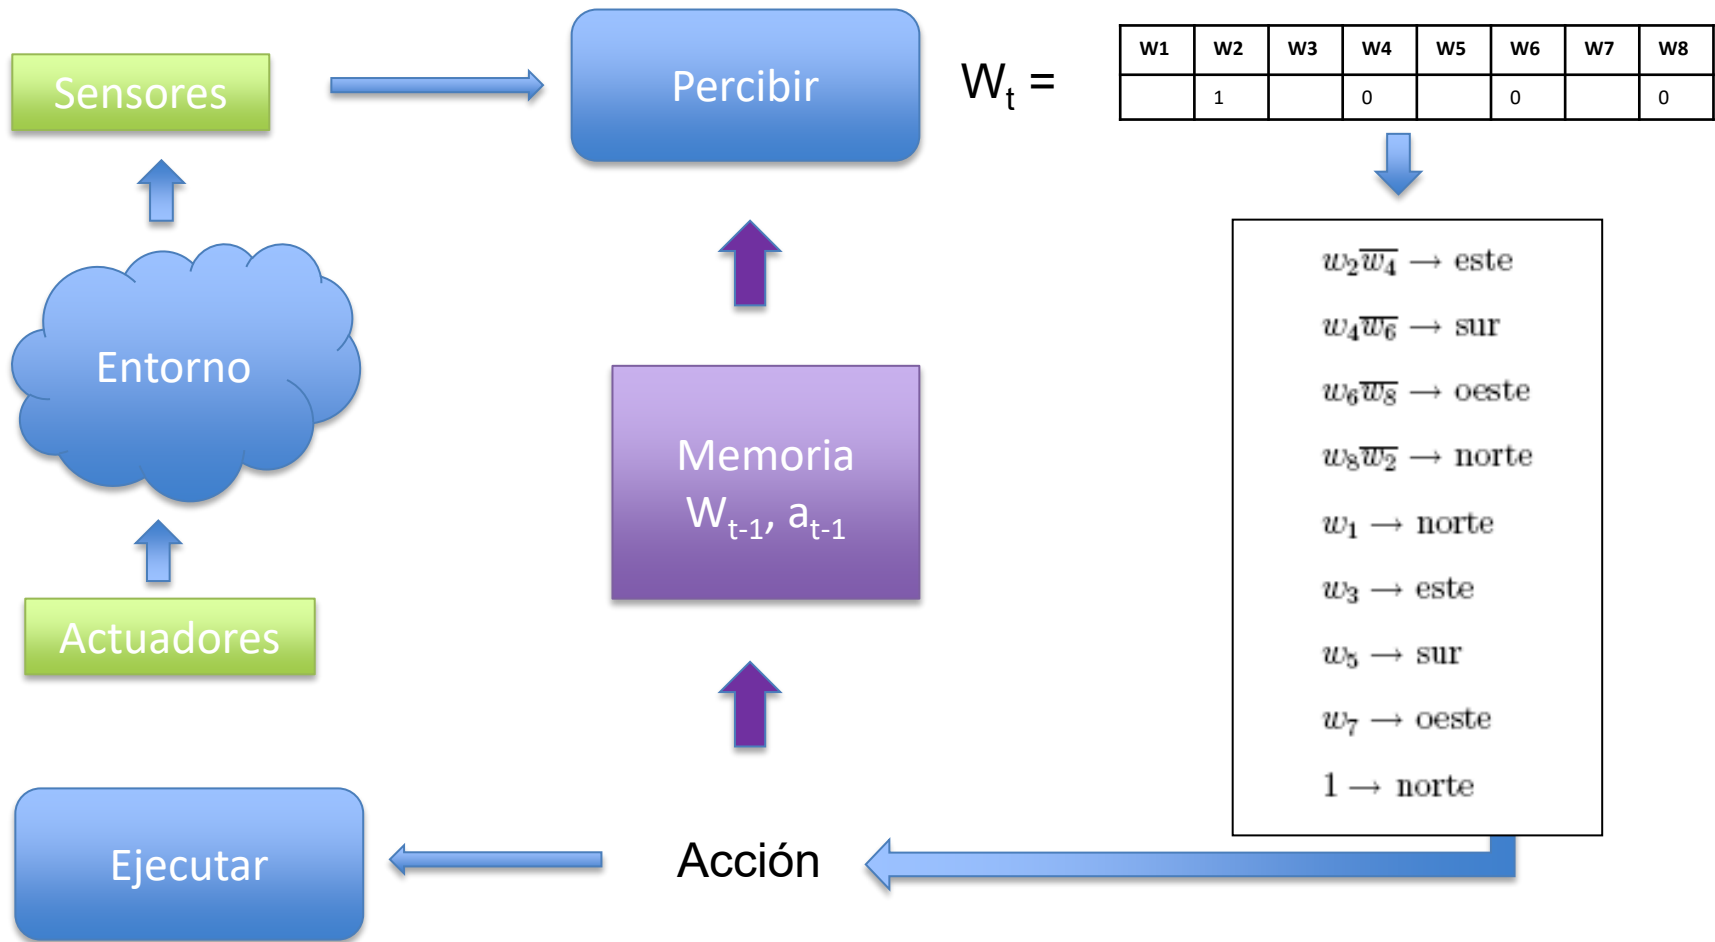 Sensores
Percibir
Wt =
W1 W2 W3 W4 W5 W6 W7 W8
1 0 0 0
Entorno
Actuadores
Memoria
Wt-1, at-1
w₂w̅₄ → este
w₄w̅₆ → sur
w₆w̅₈ → oeste
w₈w̅₂ → norte
w₁ → norte
w₃ → este
w₅ → sur
w₇ → oeste
1 → norte
Ejecutar
Acción